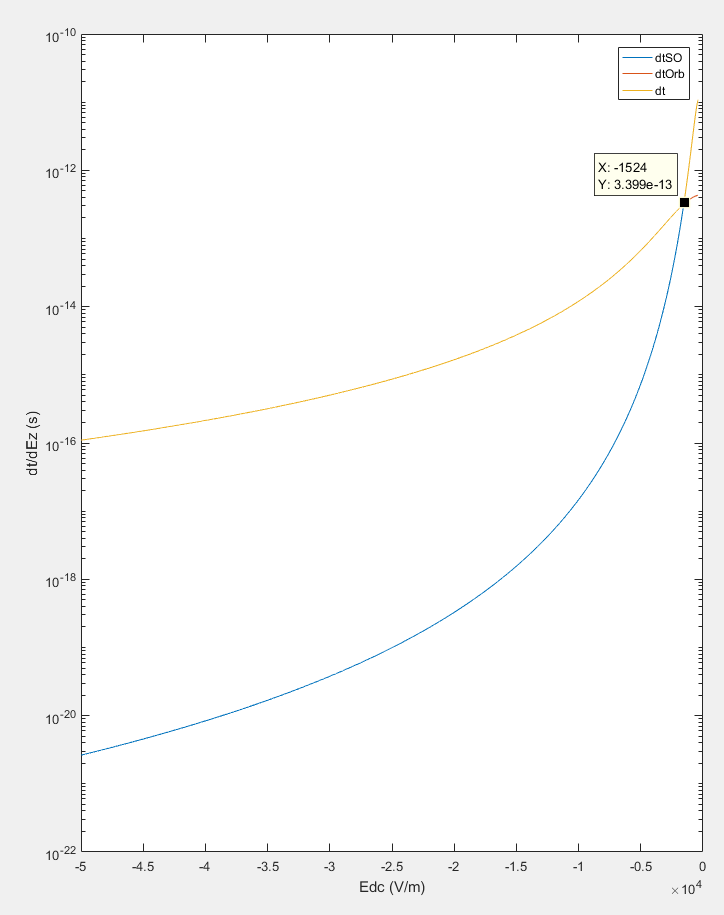 10-10
dtSO
dtOrb
dt
10-12
X: -1524
Y: 3.399e-13
10-14
dt/dEz (s)
10-16
10-18
10-20
10-22
-5 -4.5 -4 -3.5 -3 -2.5 -2 -1.5 -1 -0.5 0
Edc (V/m)
×104